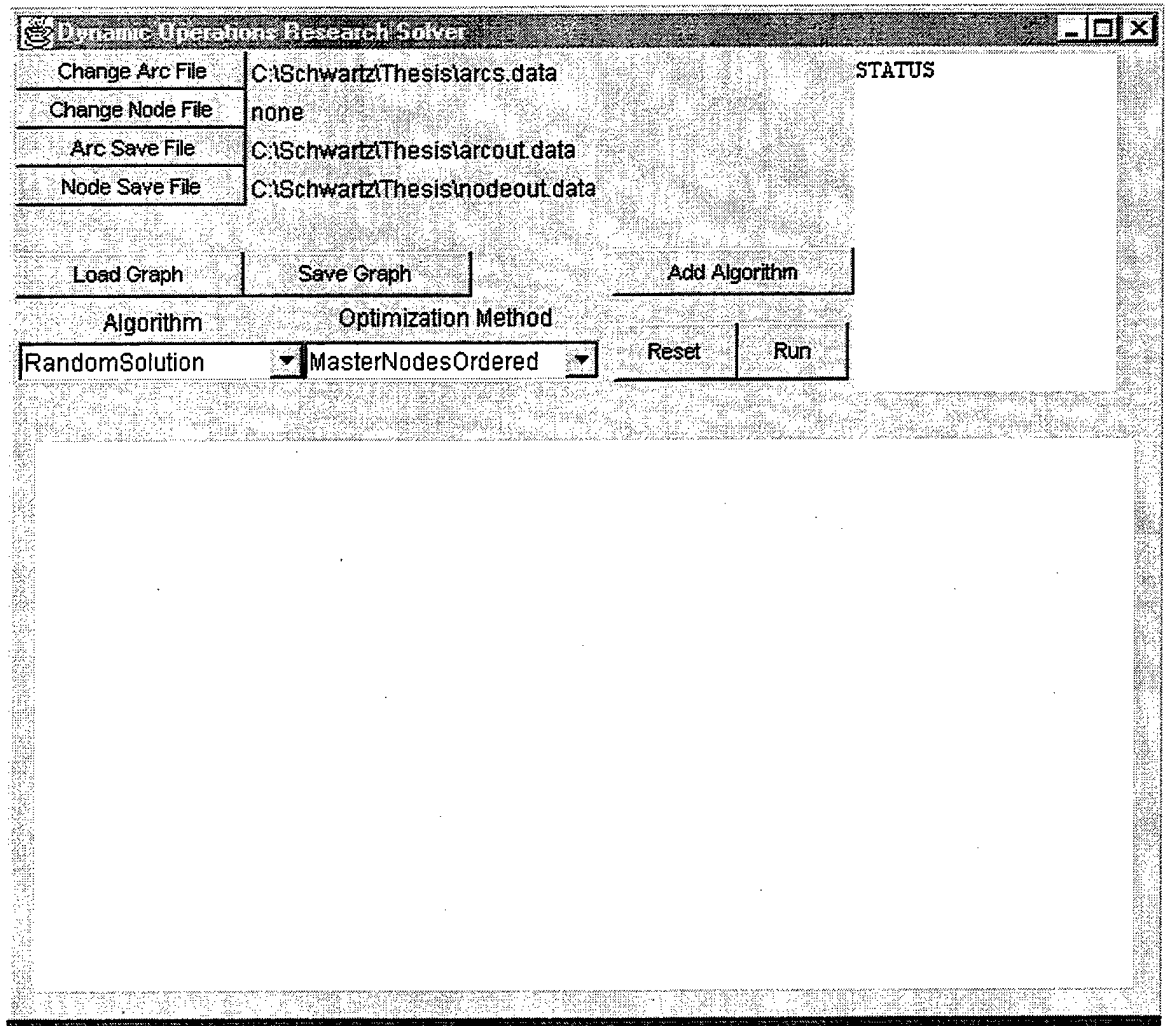 Dynamic Operations Research Solver
Change Arc File C:\Schwartz\Thesis\arcs.data
Change Node File none
Arc Save File C:\Schwartz\Thesis\arcout.data
Node Save File C:\Schwartz\Thesis\nodeout.data
STATUS
Load Graph Save Graph Add Algorithm
Algorithm Optimization Method
RandomSolution MasterNodesOrdered Reset Run